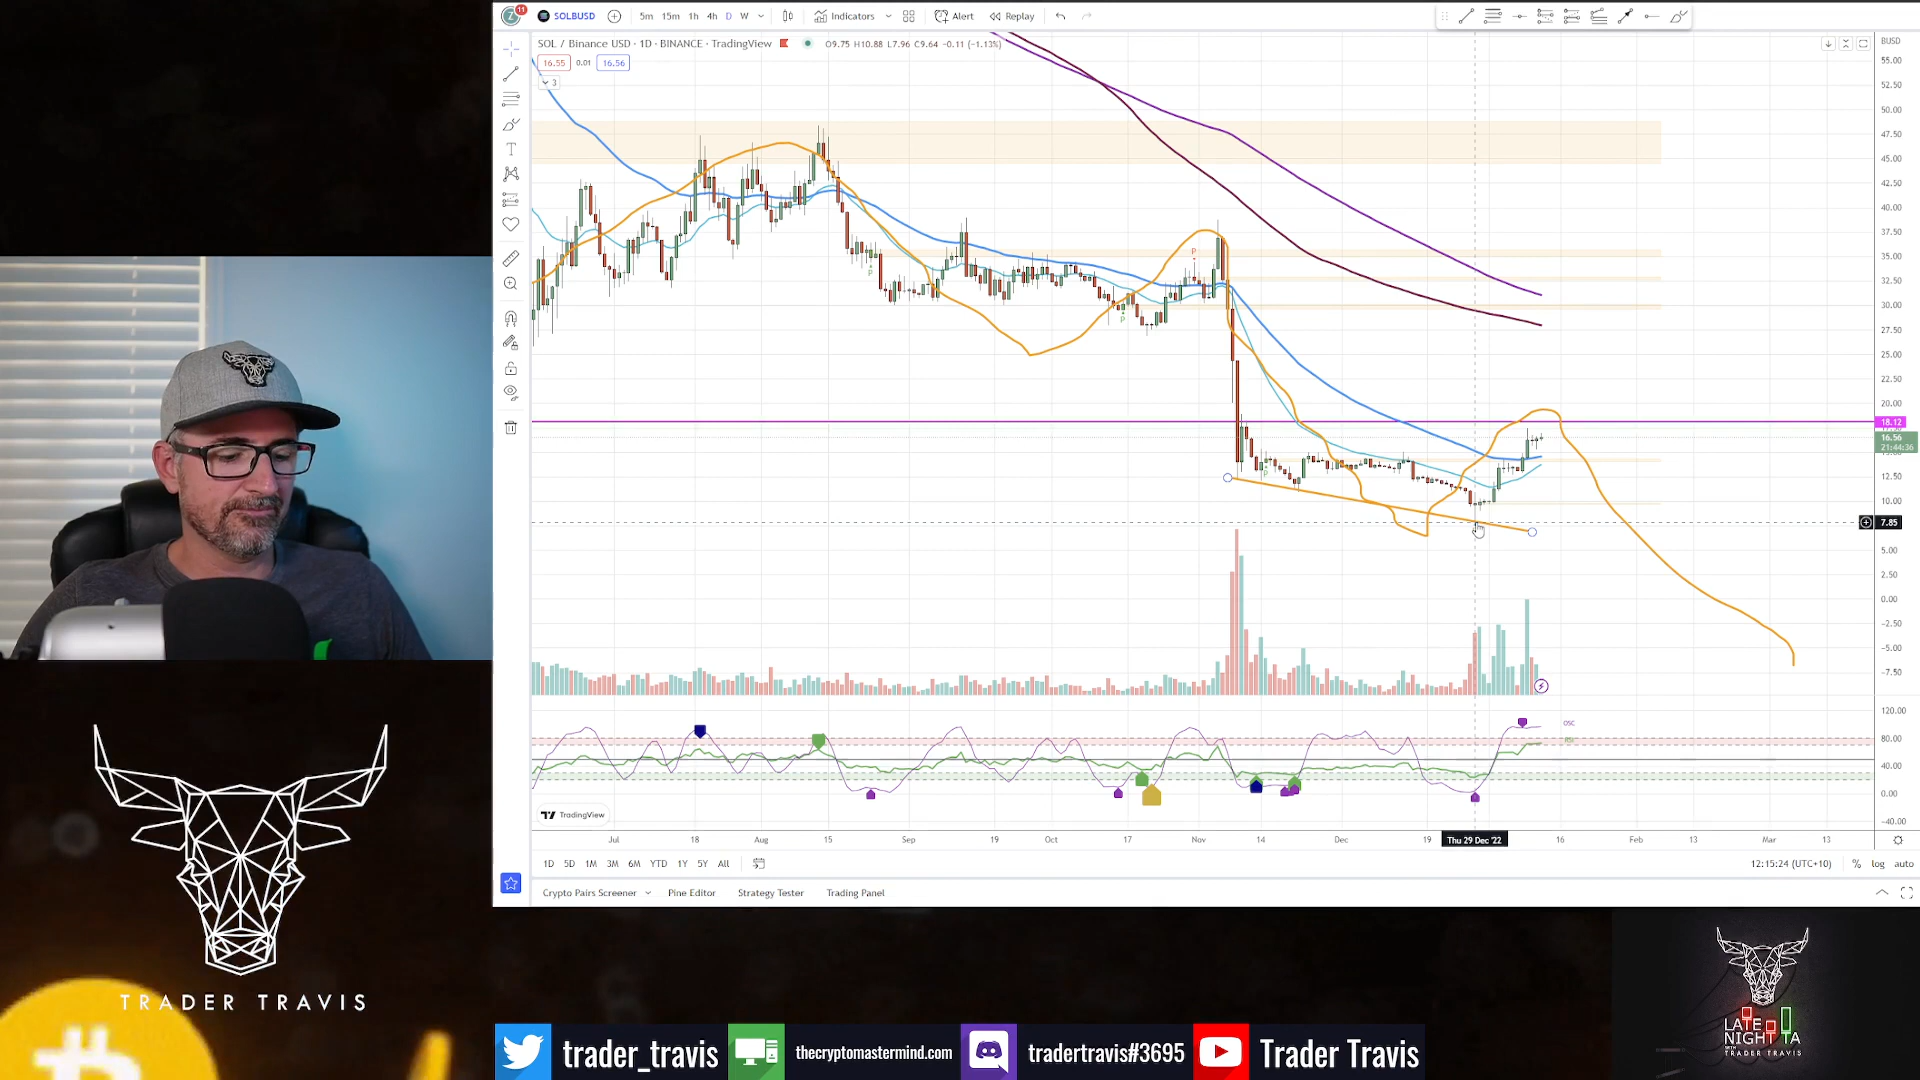 11
SOLBUSD
5m 15m 1h 4h D W
Indicators
Alert
Replay
SOL / Binance USD · 1D · BINANCE · TradingView
O9.75 H10.88 L7.96 C9.64 −0.11 (−1.13%)
BUSD
16.55 0.01 16.56
3
55.00
52.50
50.00
47.50
45.00
42.50
40.00
37.50
35.00
32.50
30.00
27.50
25.00
22.50
20.00
18.12
16.56
21:44:36
12.50
10.00
7.85
5.00
2.50
0.00
−2.50
−5.00
−7.50
P
P
P
P
120.00
80.00
40.00
0.00
−40.00
OSC
TradingView
Jul 18 Aug 15 Sep 19 Oct 17 Nov 14 Dec 19 Thu 29 Dec '22 16 Feb 13 Mar 13
1D 5D 1M 3M 6M YTD 1Y 5Y All
12:15:24 (UTC+10) % log auto
Crypto Pairs Screener Pine Editor Strategy Tester Trading Panel
TRADER TRAVIS
LATE
NIGHT TA
WITH
TRADER TRAVIS
trader_travis thecryptomastermind.com tradertravis#3695 Trader Travis